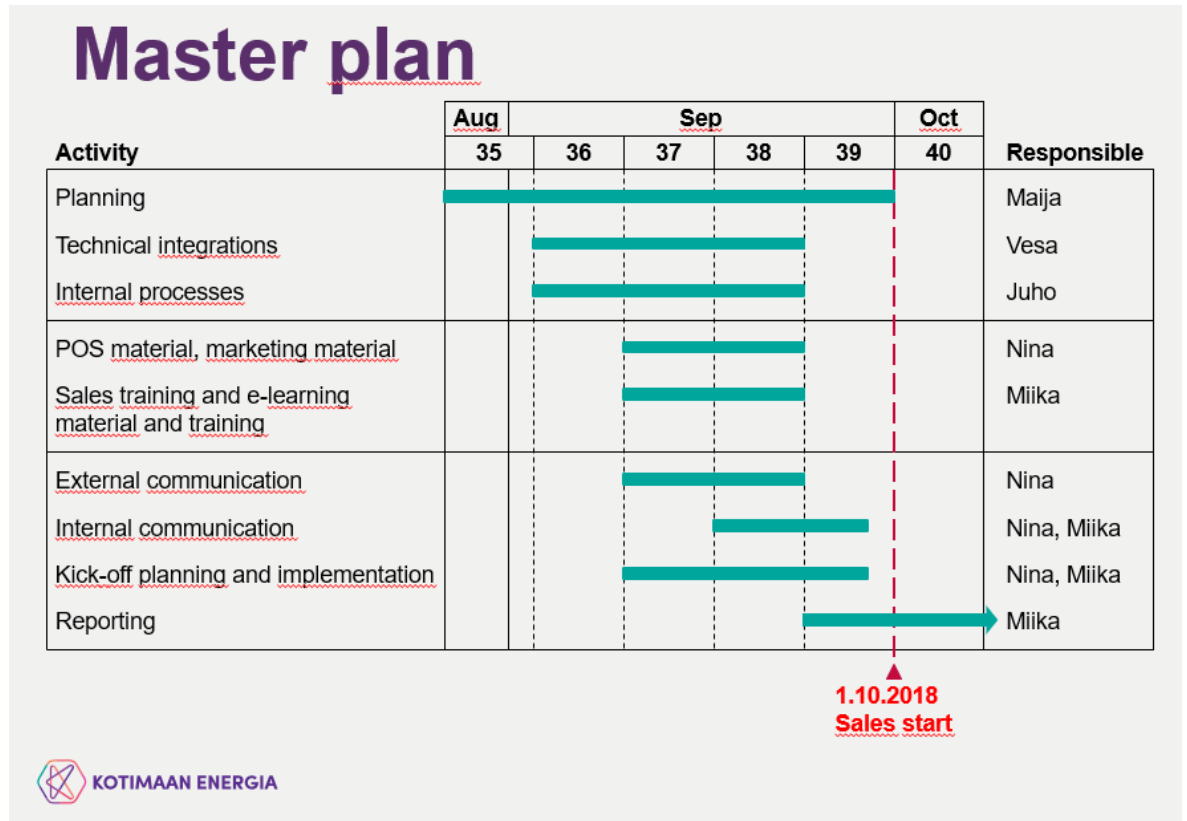 Master plan
Aug Sep Oct
Activity 35 36 37 38 39 40 Responsible
Planning Maija
Technical integrations Vesa
Internal processes Juho
POS material, marketing material Nina
Sales training and e-learning Miika
material and training
External communication Nina
Internal communication Nina, Miika
Kick-off planning and implementation Nina, Miika
Reporting Miika
1.10.2018
Sales start
KOTIMAAN ENERGIA